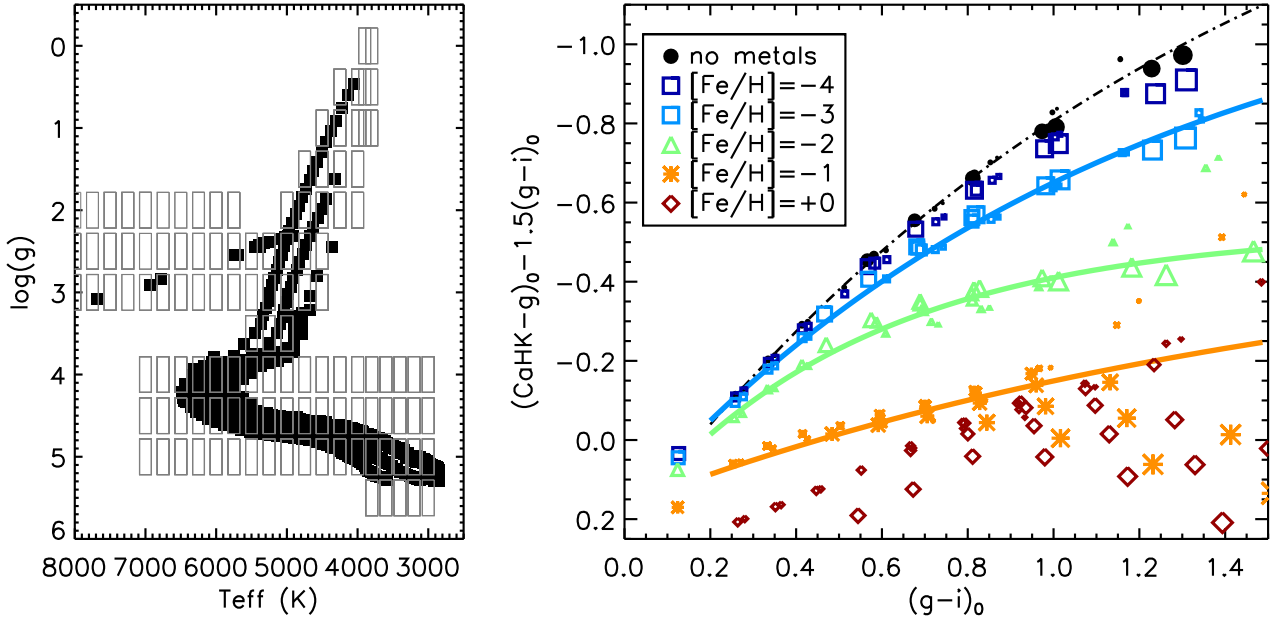 0
1
2
3
4
5
6
log(g)
8000 7000 6000 5000 4000 3000
Teff (K)
−1.0
−0.8
−0.6
−0.4
−0.2
0.0
0.2
(CaHK−g)₀−1.5(g−i)₀
no metals
[Fe/H]=−4
[Fe/H]=−3
[Fe/H]=−2
[Fe/H]=−1
[Fe/H]=+0
0.0 0.2 0.4 0.6 0.8 1.0 1.2 1.4
(g−i)₀